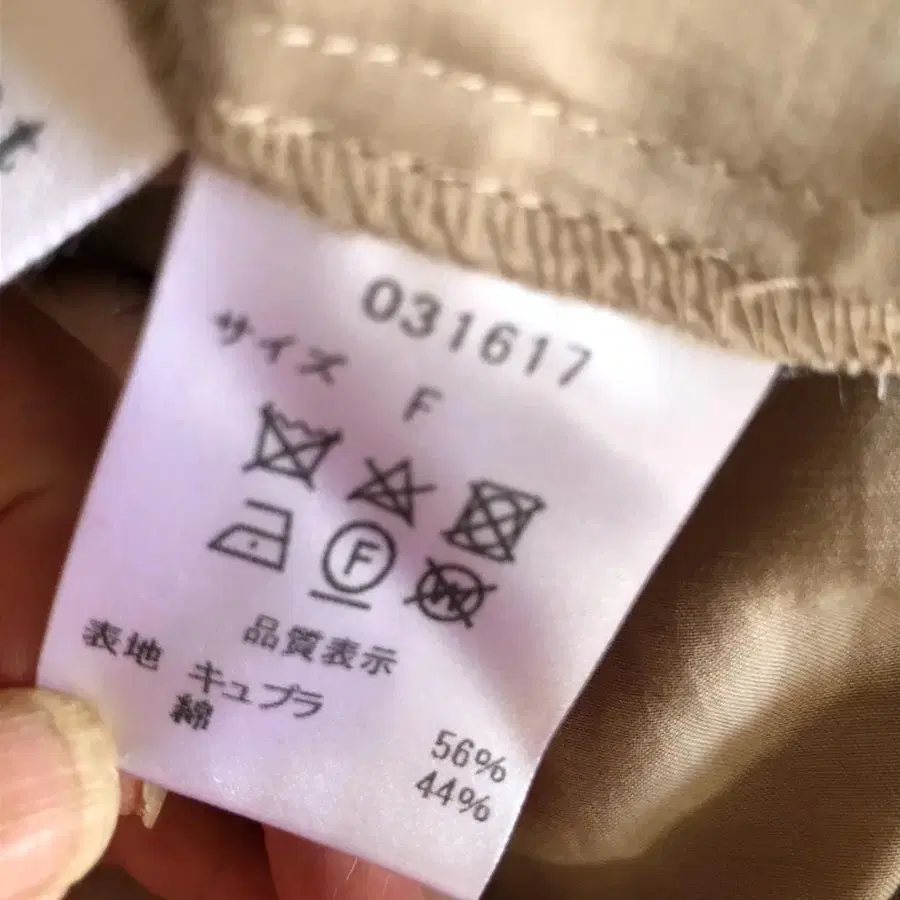 t
031617
サイズ
F
F
W
品質表示
表地 キュプラ 56%
綿 44%